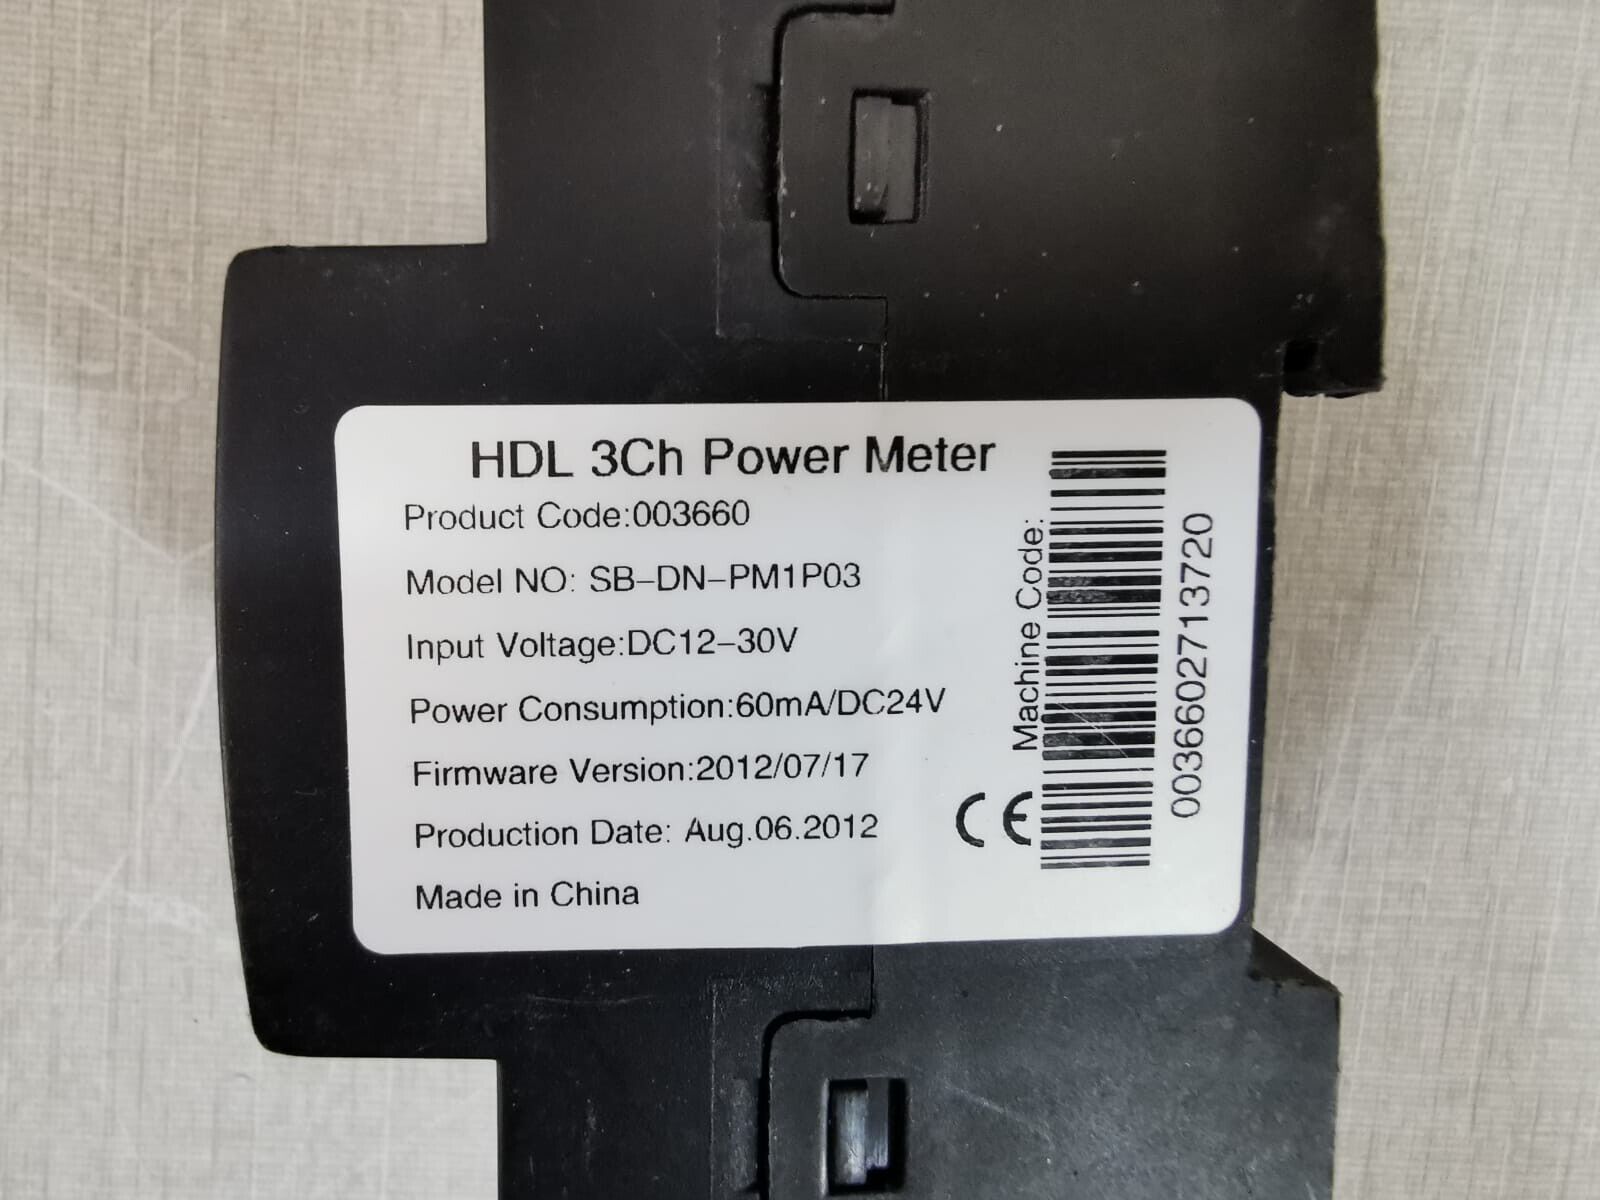 HDL 3Ch Power Meter
Product Code:003660
Model NO: SB-DN-PM1P03
Input Voltage:DC12-30V
Power Consumption:60mA/DC24V
Firmware Version:2012/07/17
Production Date: Aug.06.2012
Made in China
CE
Machine Code:
0036602713720